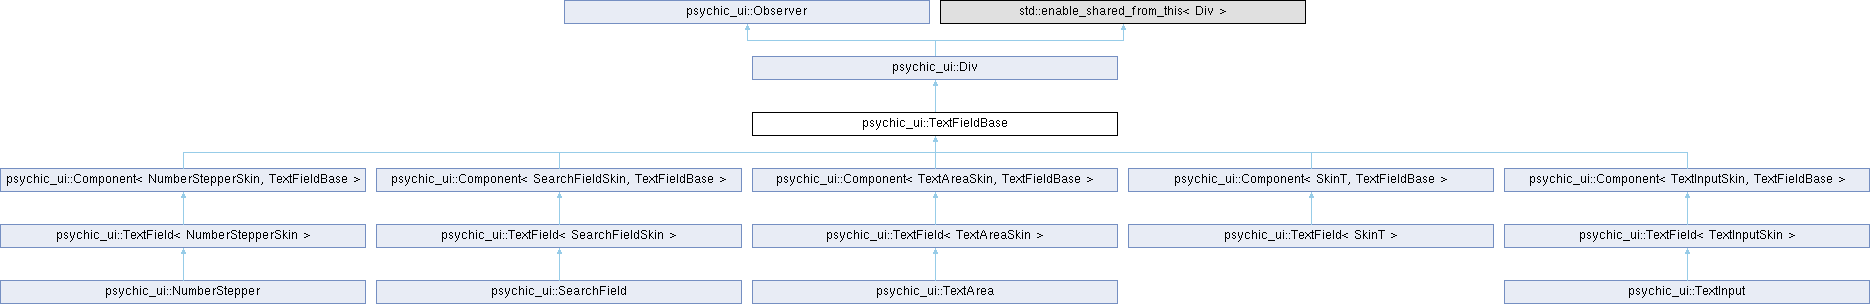 psychic_ui::Observer
std::enable_shared_from_this< Div >
psychic_ui::Div
psychic_ui::TextFieldBase
psychic_ui::Component< NumberStepperSkin, TextFieldBase >
psychic_ui::Component< SearchFieldSkin, TextFieldBase >
psychic_ui::Component< TextAreaSkin, TextFieldBase >
psychic_ui::Component< SkinT, TextFieldBase >
psychic_ui::Component< TextInputSkin, TextFieldBase >
psychic_ui::TextField< NumberStepperSkin >
psychic_ui::TextField< SearchFieldSkin >
psychic_ui::TextField< TextAreaSkin >
psychic_ui::TextField< SkinT >
psychic_ui::TextField< TextInputSkin >
psychic_ui::NumberStepper
psychic_ui::SearchField
psychic_ui::TextArea
psychic_ui::TextInput